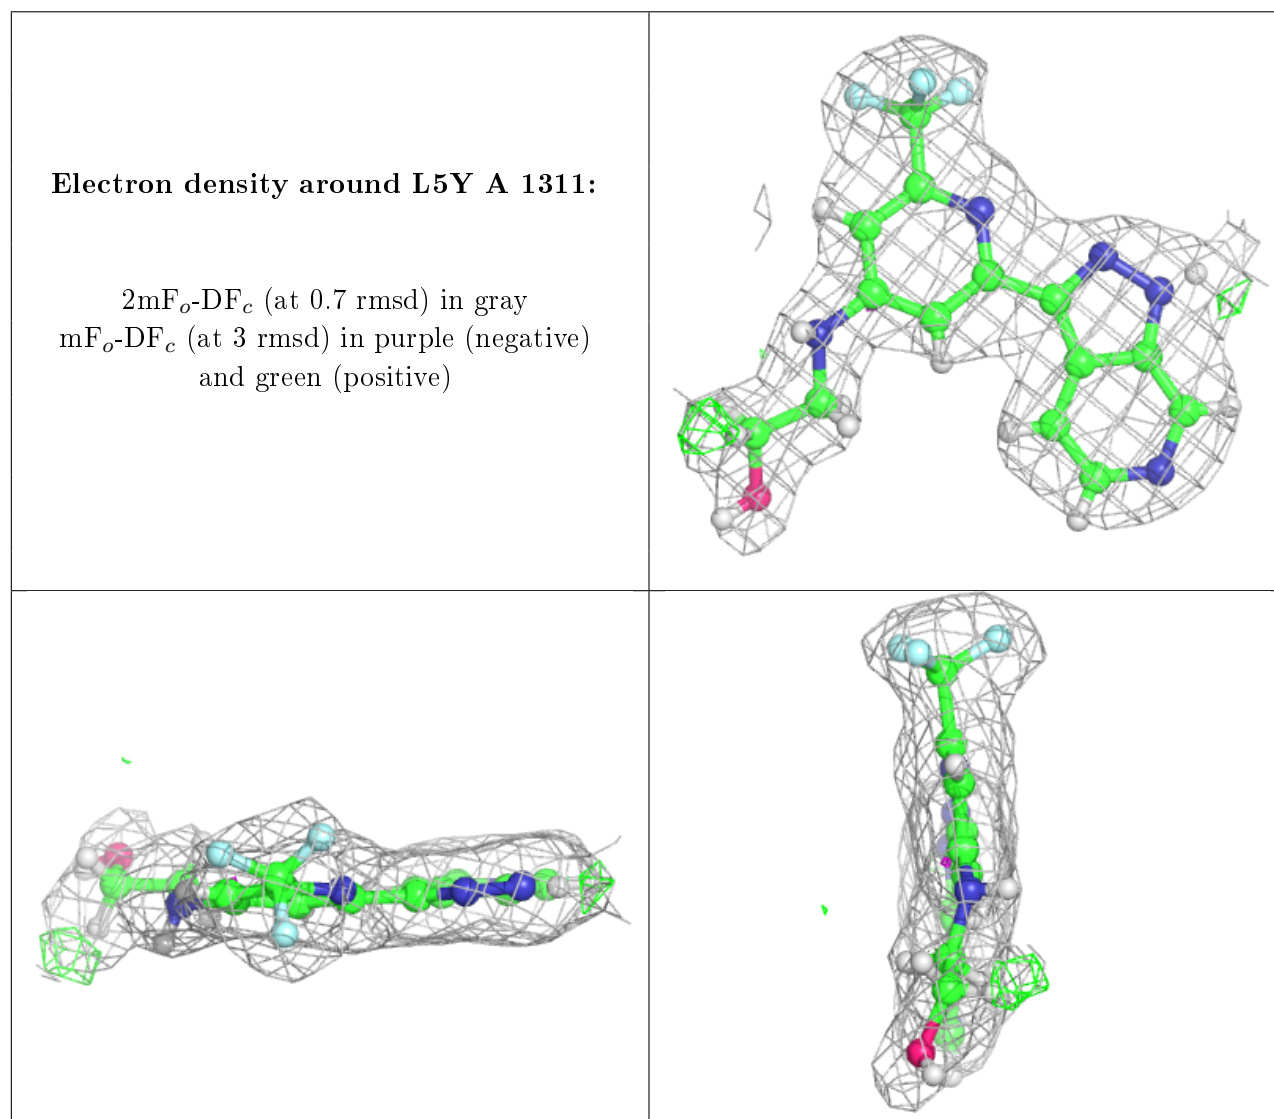 Electron density around L5Y A 1311:
2mFo-DFc (at 0.7 rmsd) in gray
mFo-DFc (at 3 rmsd) in purple (negative)
and green (positive)